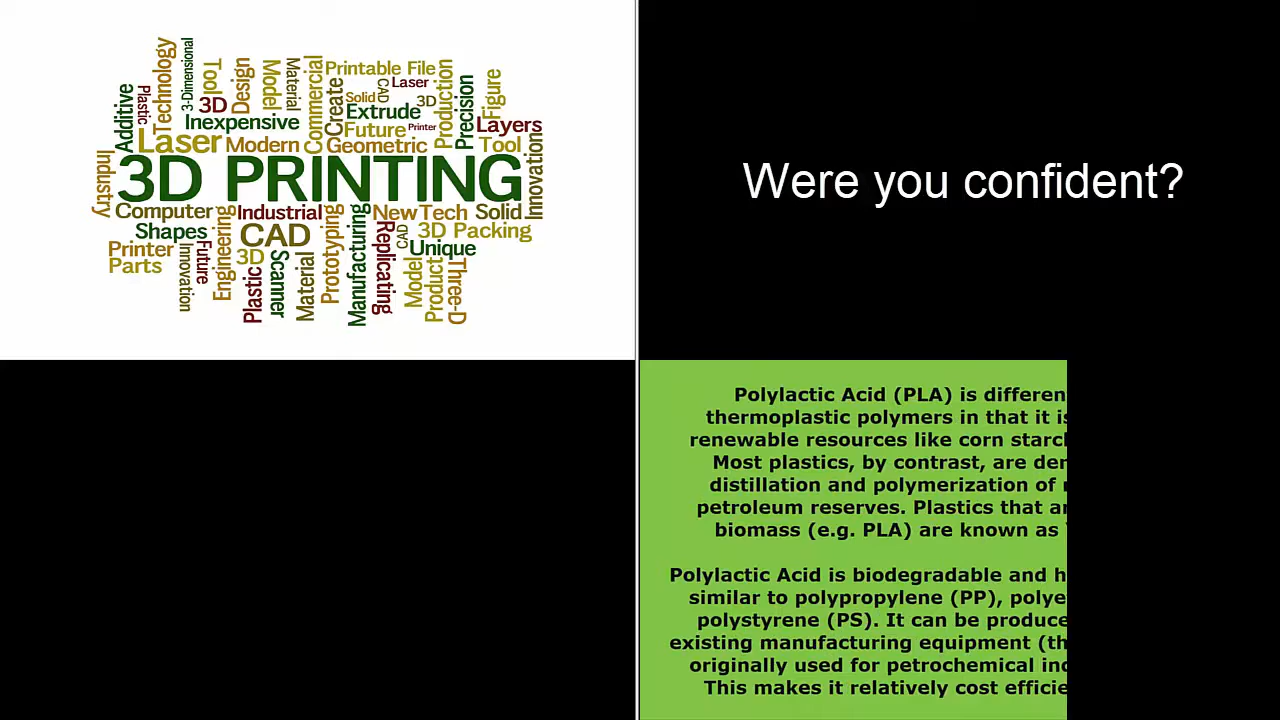 Technology
3-Dimensional
Tool
Design
Model
Material
Commercial
Printable File
Laser
CAD
Create
Solid
3D
Production
Precision
Figure
Additive
Plastic
3D
Inexpensive
Extrude
Future
Printer
Layers
Laser
Modern
Geometric
Tool
Innovations
Industry
3D PRINTING
Computer
Industrial
NewTech
Solid
Shapes
Engineering
CAD
Prototyping
Manufacturing
Replicating
CAD
3D Packing
Printer
Future
Innovation
3D
Scanner
Material
Unique
Parts
Plastic
Model
Product
Three-D
Were you confident?
Polylactic Acid (PLA) is differen
thermoplastic polymers in that it is
renewable resources like corn starc
Most plastics, by contrast, are der
distillation and polymerization of
petroleum reserves. Plastics that a
biomass (e.g. PLA) are known as
Polylactic Acid is biodegradable and h
similar to polypropylene (PP), polye
polystyrene (PS). It can be produce
existing manufacturing equipment (th
originally used for petrochemical in
This makes it relatively cost efficie